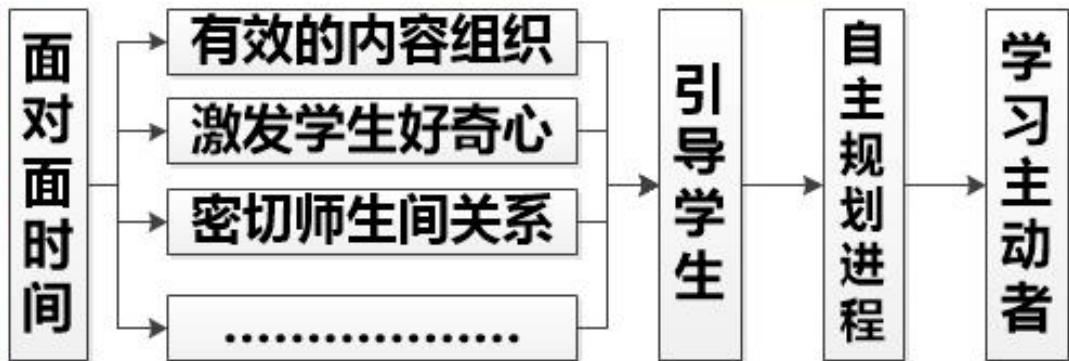 面对面时间
有效的内容组织
激发学生好奇心
密切师生间关系
..................
引导学生
自主规划进程
学习主动者